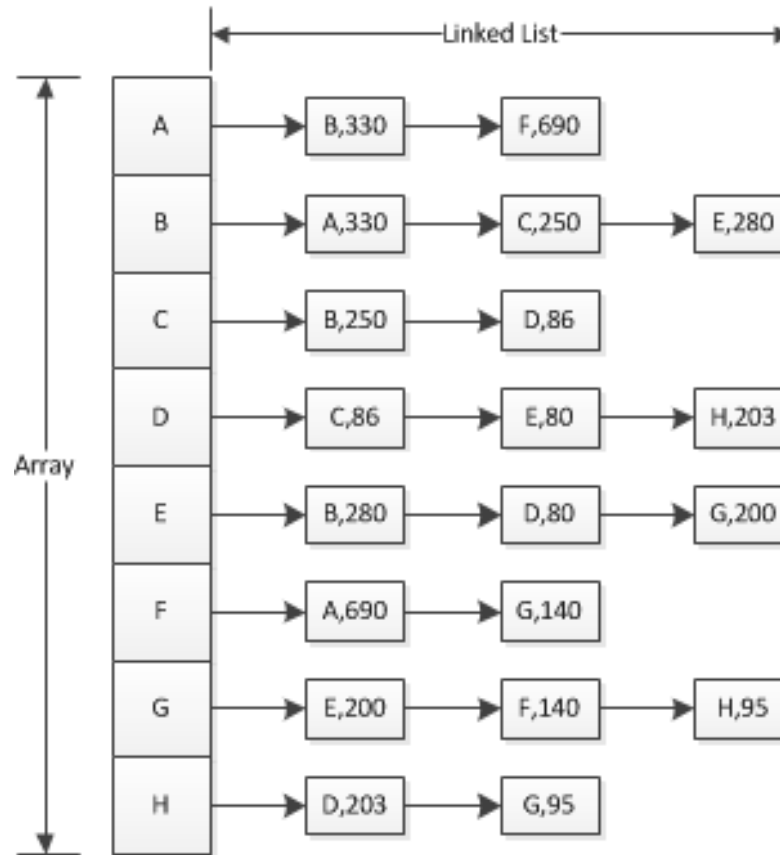 Linked List
A B,330 F,690
B A,330 C,250 E,280
C B,250 D,86
D C,86 E,80 H,203
Array
E B,280 D,80 G,200
F A,690 G,140
G E,200 F,140 H,95
H D,203 G,95